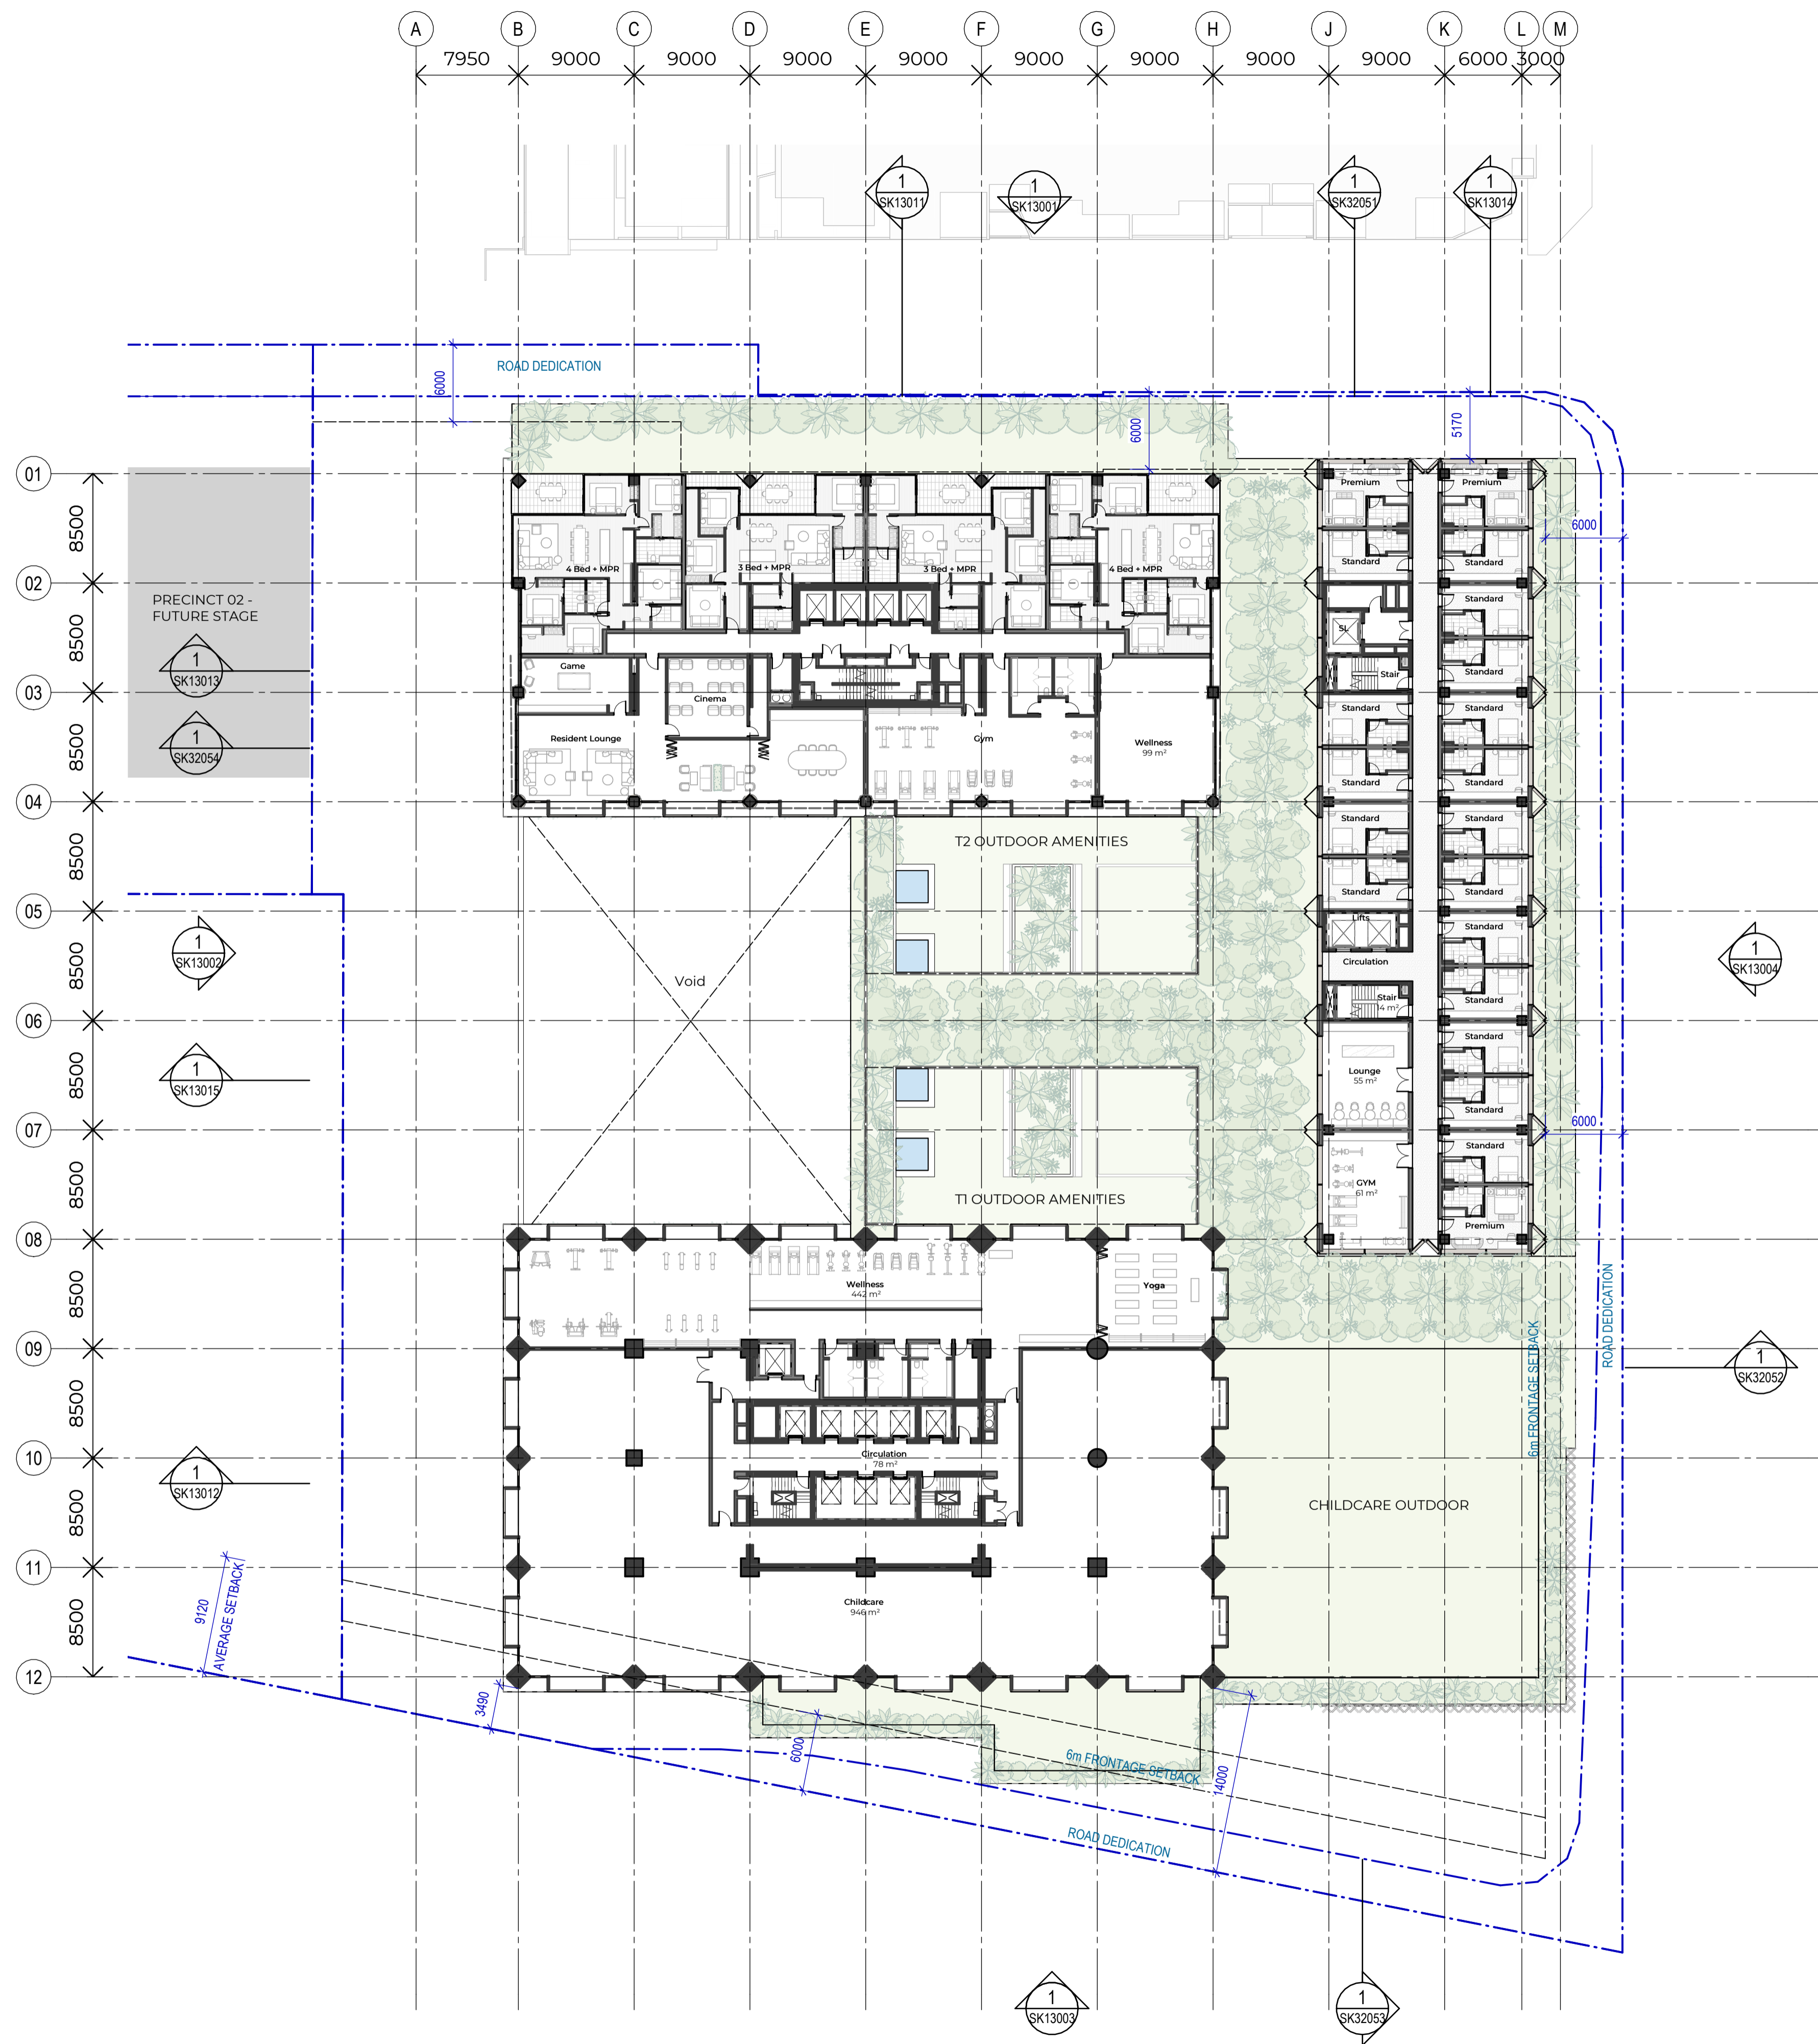 A B C D E F G H J K L M
7950 9000 9000 9000 9000 9000 9000 9000 9000 6000 3000
1
SK13011
1
SK13001
1
SK32051
1
SK13014
ROAD DEDICATION
6000
6000
5170
01
Premium
Premium
8500
6000
4 Bed + MPR
3 Bed + MPR
3 Bed + MPR
4 Bed + MPR
Standard
Standard
02
PRECINCT 02 -
FUTURE STAGE
Standard
8500
SL
1
SK13013
Game
Stair
Standard
03
Cinema
Standard
Standard
1
SK32054
8500
Resident Lounge
Gym
Wellness
99 m²
Standard
Standard
04
Standard
Standard
T2 OUTDOOR AMENITIES
8500
Standard
Standard
05
Lifts
Standard
1
SK13002
1
SK13004
8500
Circulation
Void
Stair
14 m²
Standard
06
Standard
1
SK13015
8500
Lounge
55 m²
Standard
07
6000
Standard
8500
GYM
61 m²
T1 OUTDOOR AMENITIES
Premium
08
8500
Wellness
442 m²
Yoga
ROAD DEDICATION
09
1
SK32052
8500
6m FRONTAGE SETBACK
10
Circulation
78 m²
1
SK13012
8500
CHILDCARE OUTDOOR
11
9120
AVERAGE SETBACK
8500
Childcare
946 m²
12
3490
6000
6m FRONTAGE SETBACK
14000
ROAD DEDICATION
1
SK13003
1
SK32053